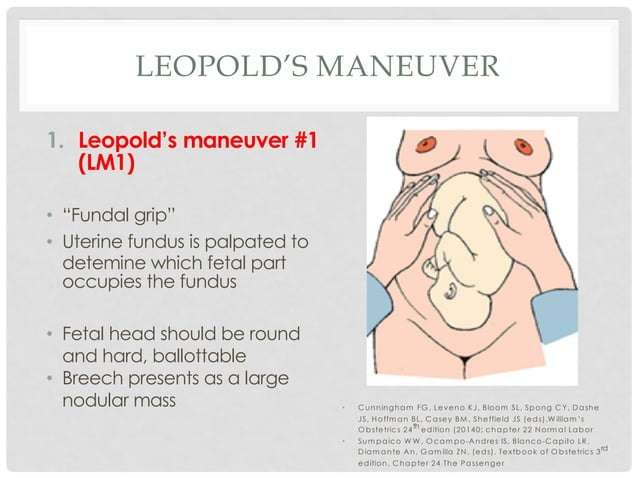 LEOPOLD’S MANEUVER
1. Leopold’s maneuver #1
(LM1)
• “Fundal grip”
• Uterine fundus is palpated to
detemine which fetal part
occupies the fundus
• Fetal head should be round
and hard, ballottable
• Breech presents as a large
nodular mass
• Cunningham FG, Leveno KJ, Bloom SL, Spong CY, Dashe
JS, Hoffman BL, Casey BM, Sheffield JS (eds).William’s
Obstetrics 24th edition (20140; chapter 22 Normal Labor
• Sumpaico WW, Ocampo-Andres IS, Blanco-Capito LR,
Diamante An, Gamilla ZN, (eds). Textbook of Obstetrics 3rd
edition, Chapter 24 The Passenger